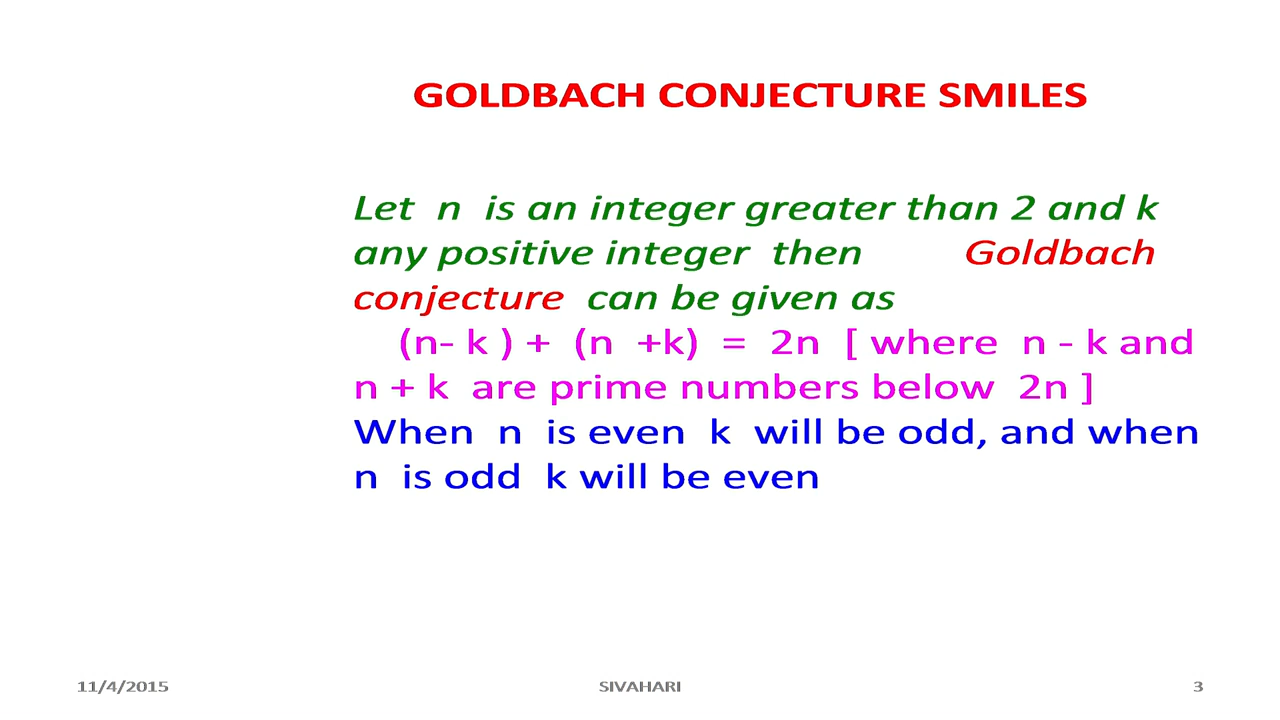 GOLDBACH CONJECTURE SMILES
Let n is an integer greater than 2 and k
any positive integer then Goldbach
conjecture can be given as
(n- k ) + (n +k) = 2n [ where n - k and
n + k are prime numbers below 2n ]
When n is even k will be odd, and when
n is odd k will be even
11/4/2015 SIVAHARI 3